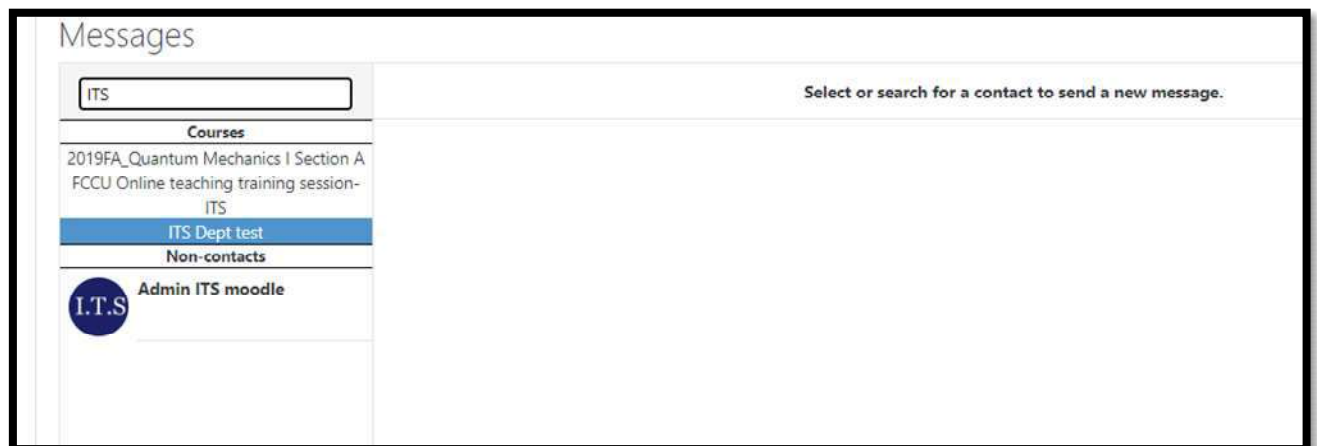 Messages
ITS
Select or search for a contact to send a new message.
Courses
2019FA_Quantum Mechanics I Section A
FCCU Online teaching training session-
ITS
ITS Dept test
Non-contacts
I.T.S
Admin ITS moodle